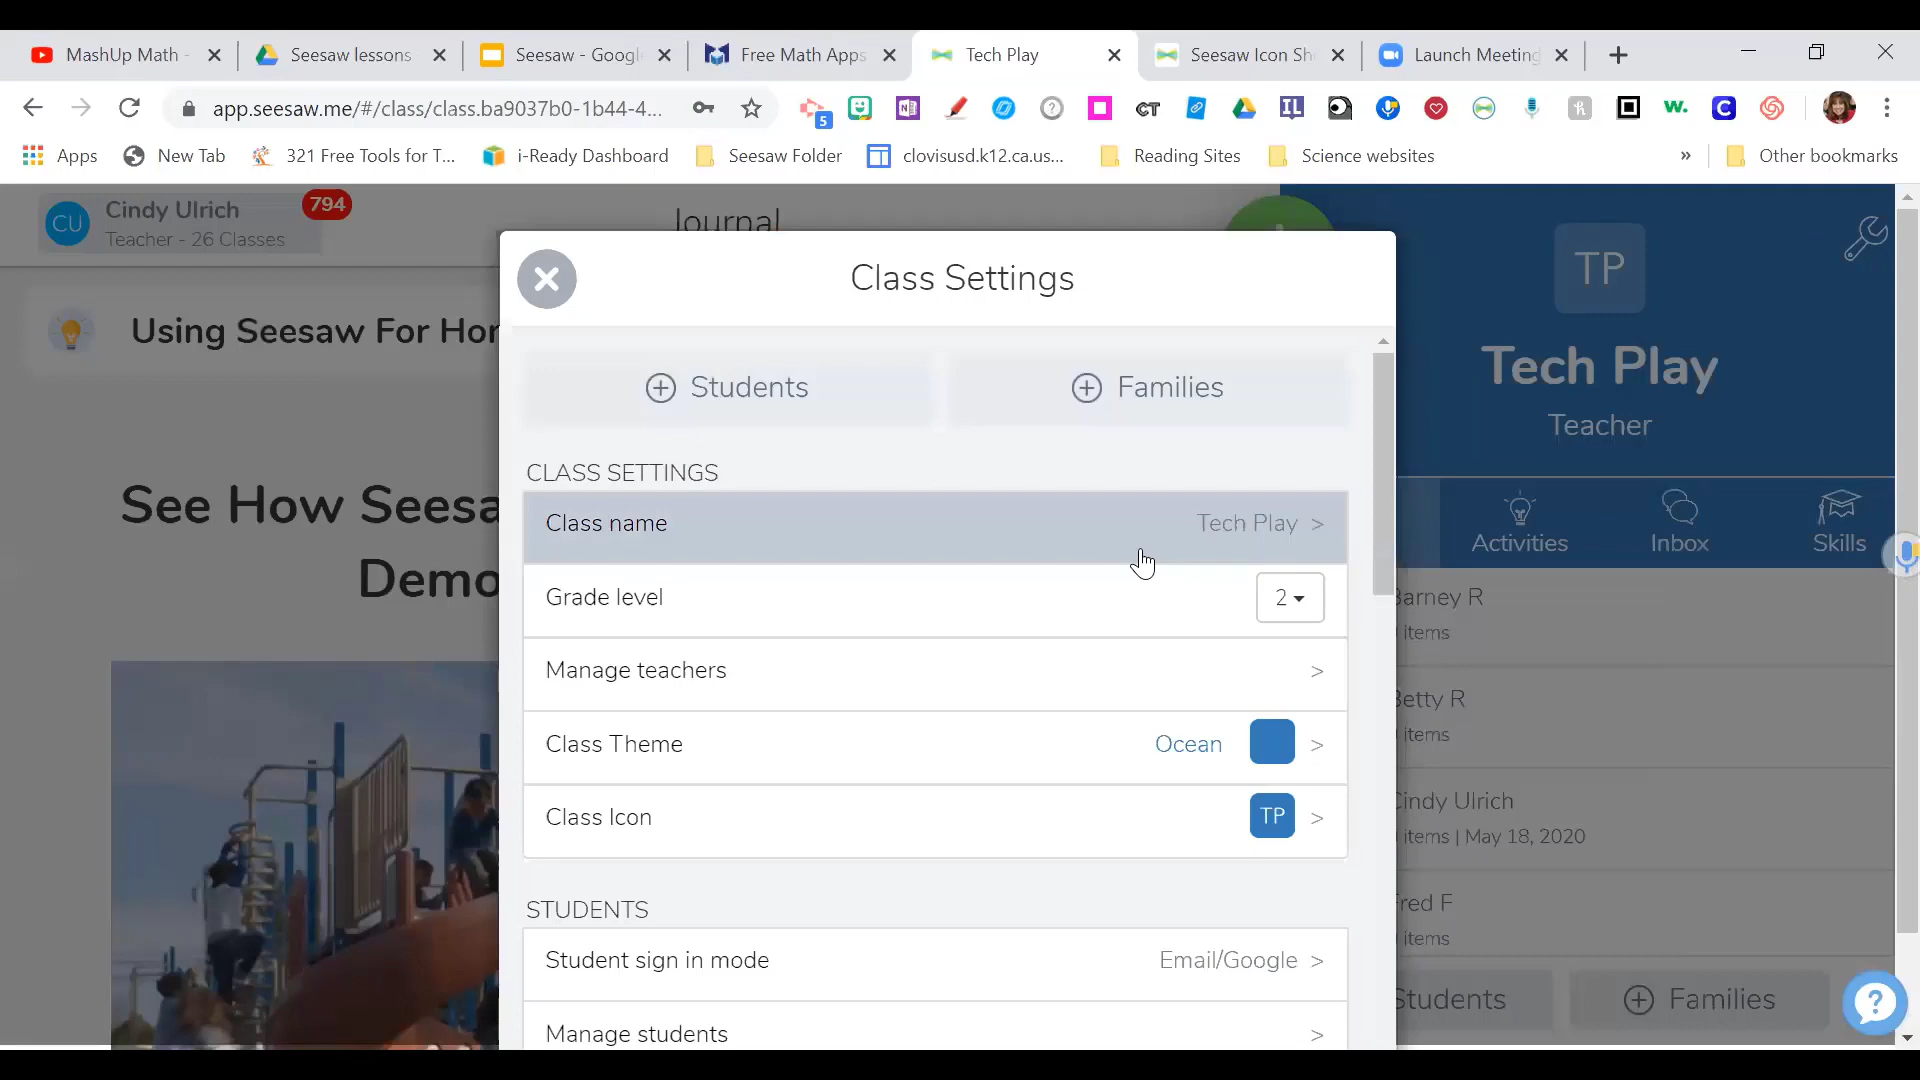 MashUp Math -
Seesaw lessons
Seesaw - Google
Free Math Apps
Tech Play
Seesaw Icon Sh
Launch Meeting
app.seesaw.me/#/class/class.ba9037b0-1b44-4...
5
CT
IL
w.
C
Apps
New Tab
321 Free Tools for T...
i-Ready Dashboard
Seesaw Folder
clovisusd.k12.ca.us...
Reading Sites
Science websites
»
Other bookmarks
CU
Cindy Ulrich
794
Teacher - 26 Classes
Journal
Using Seesaw For Hor
See How Seesa
Demo
Class Settings
Students
Families
CLASS SETTINGS
Class name
Tech Play >
Grade level
2
Manage teachers
>
Class Theme
Ocean
>
Class Icon
TP
>
STUDENTS
Student sign in mode
Email/Google >
Manage students
>
TP
Tech Play
Teacher
Activities
Inbox
Skills
Barney R
items
Betty R
items
Cindy Ulrich
items | May 18, 2020
Fred F
items
Students
Families
?